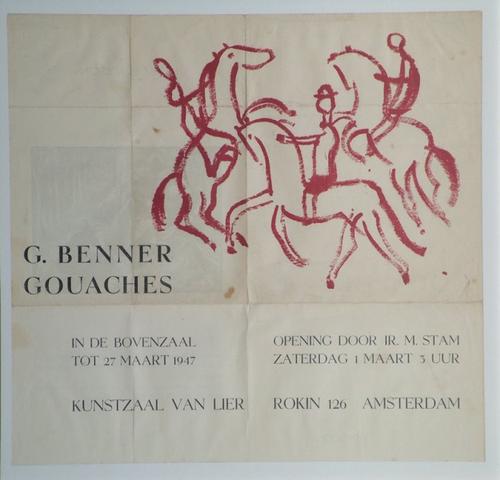 G. BENNER
GOUACHES
IN DE BOVENZAAL
TOT 27 MAART 1947
OPENING DOOR IR. M. STAM
ZATERDAG 1 MAART 3 UUR
KUNSTZAAL VAN LIER ROKIN 126 AMSTERDAM